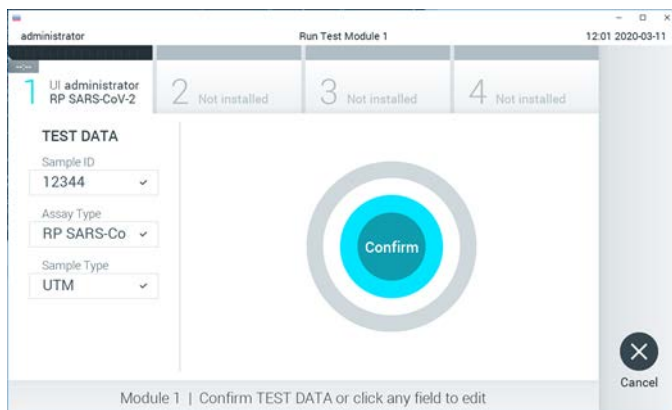 administrator
Run Test Module 1
12:01 2020-03-11
1 UI administrator
RP SARS-CoV-2
2 Not installed
3 Not installed
4 Not installed
TEST DATA
Sample ID
12344
Assay Type
RP SARS-Co
Sample Type
UTM
Confirm
Cancel
Module 1 | Confirm TEST DATA or click any field to edit